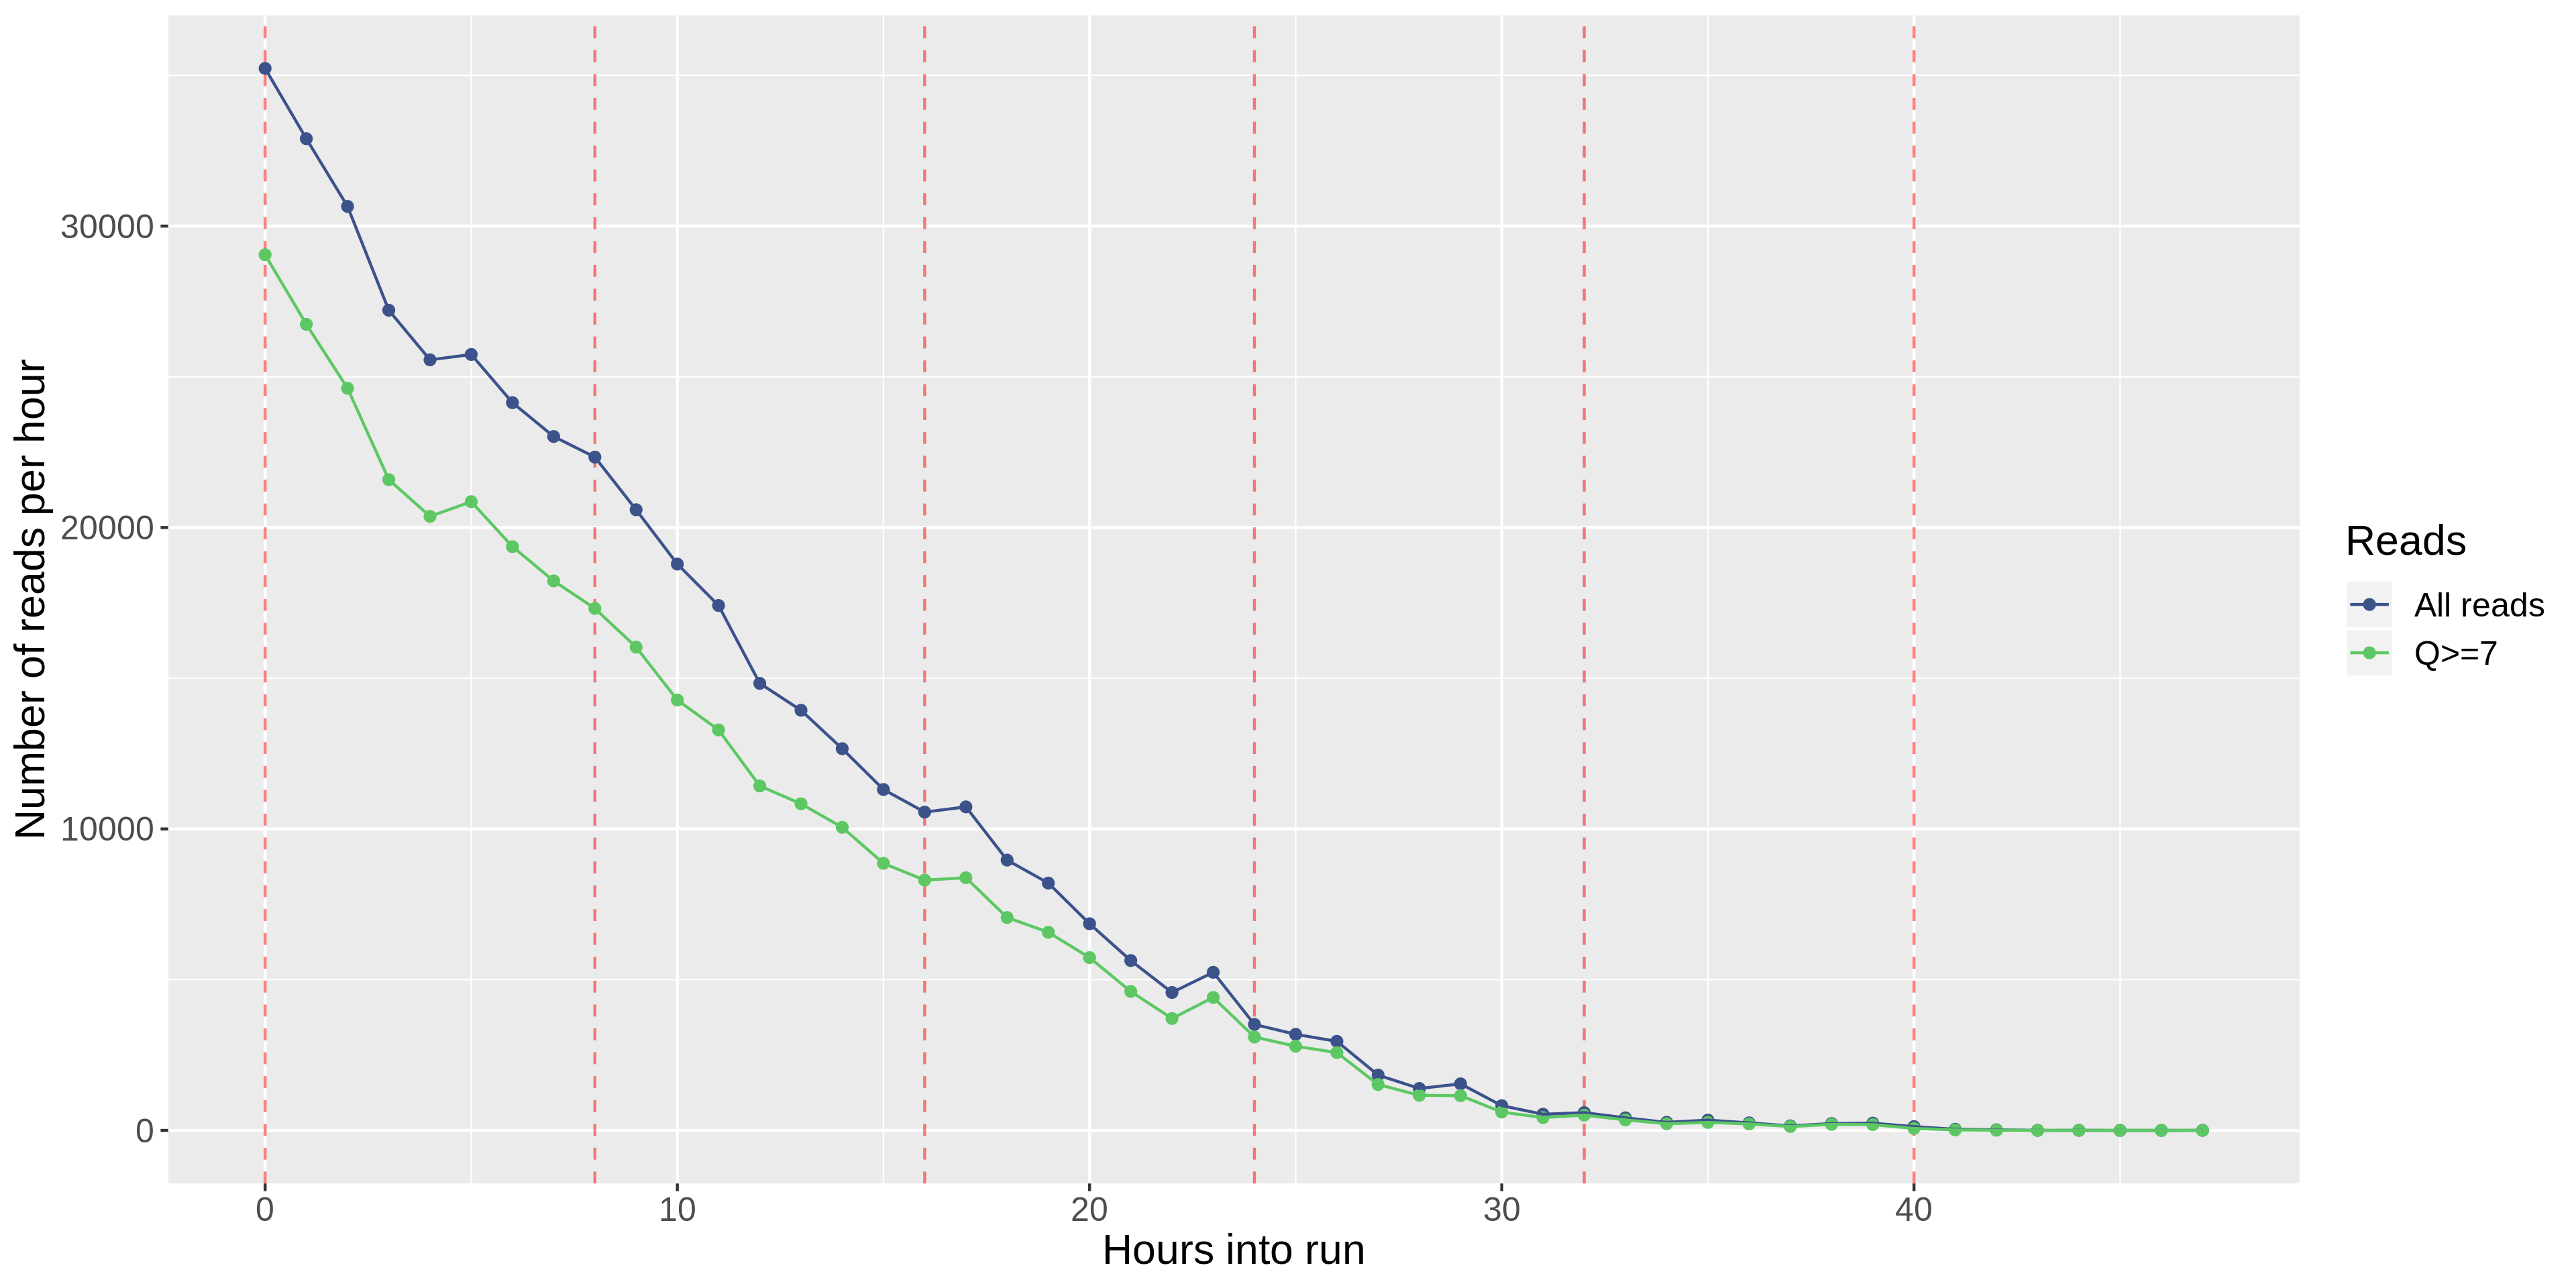 Number of reads per hour
30000
20000
10000
0
0 10 20 30 40
Hours into run
Reads
All reads
Q>=7